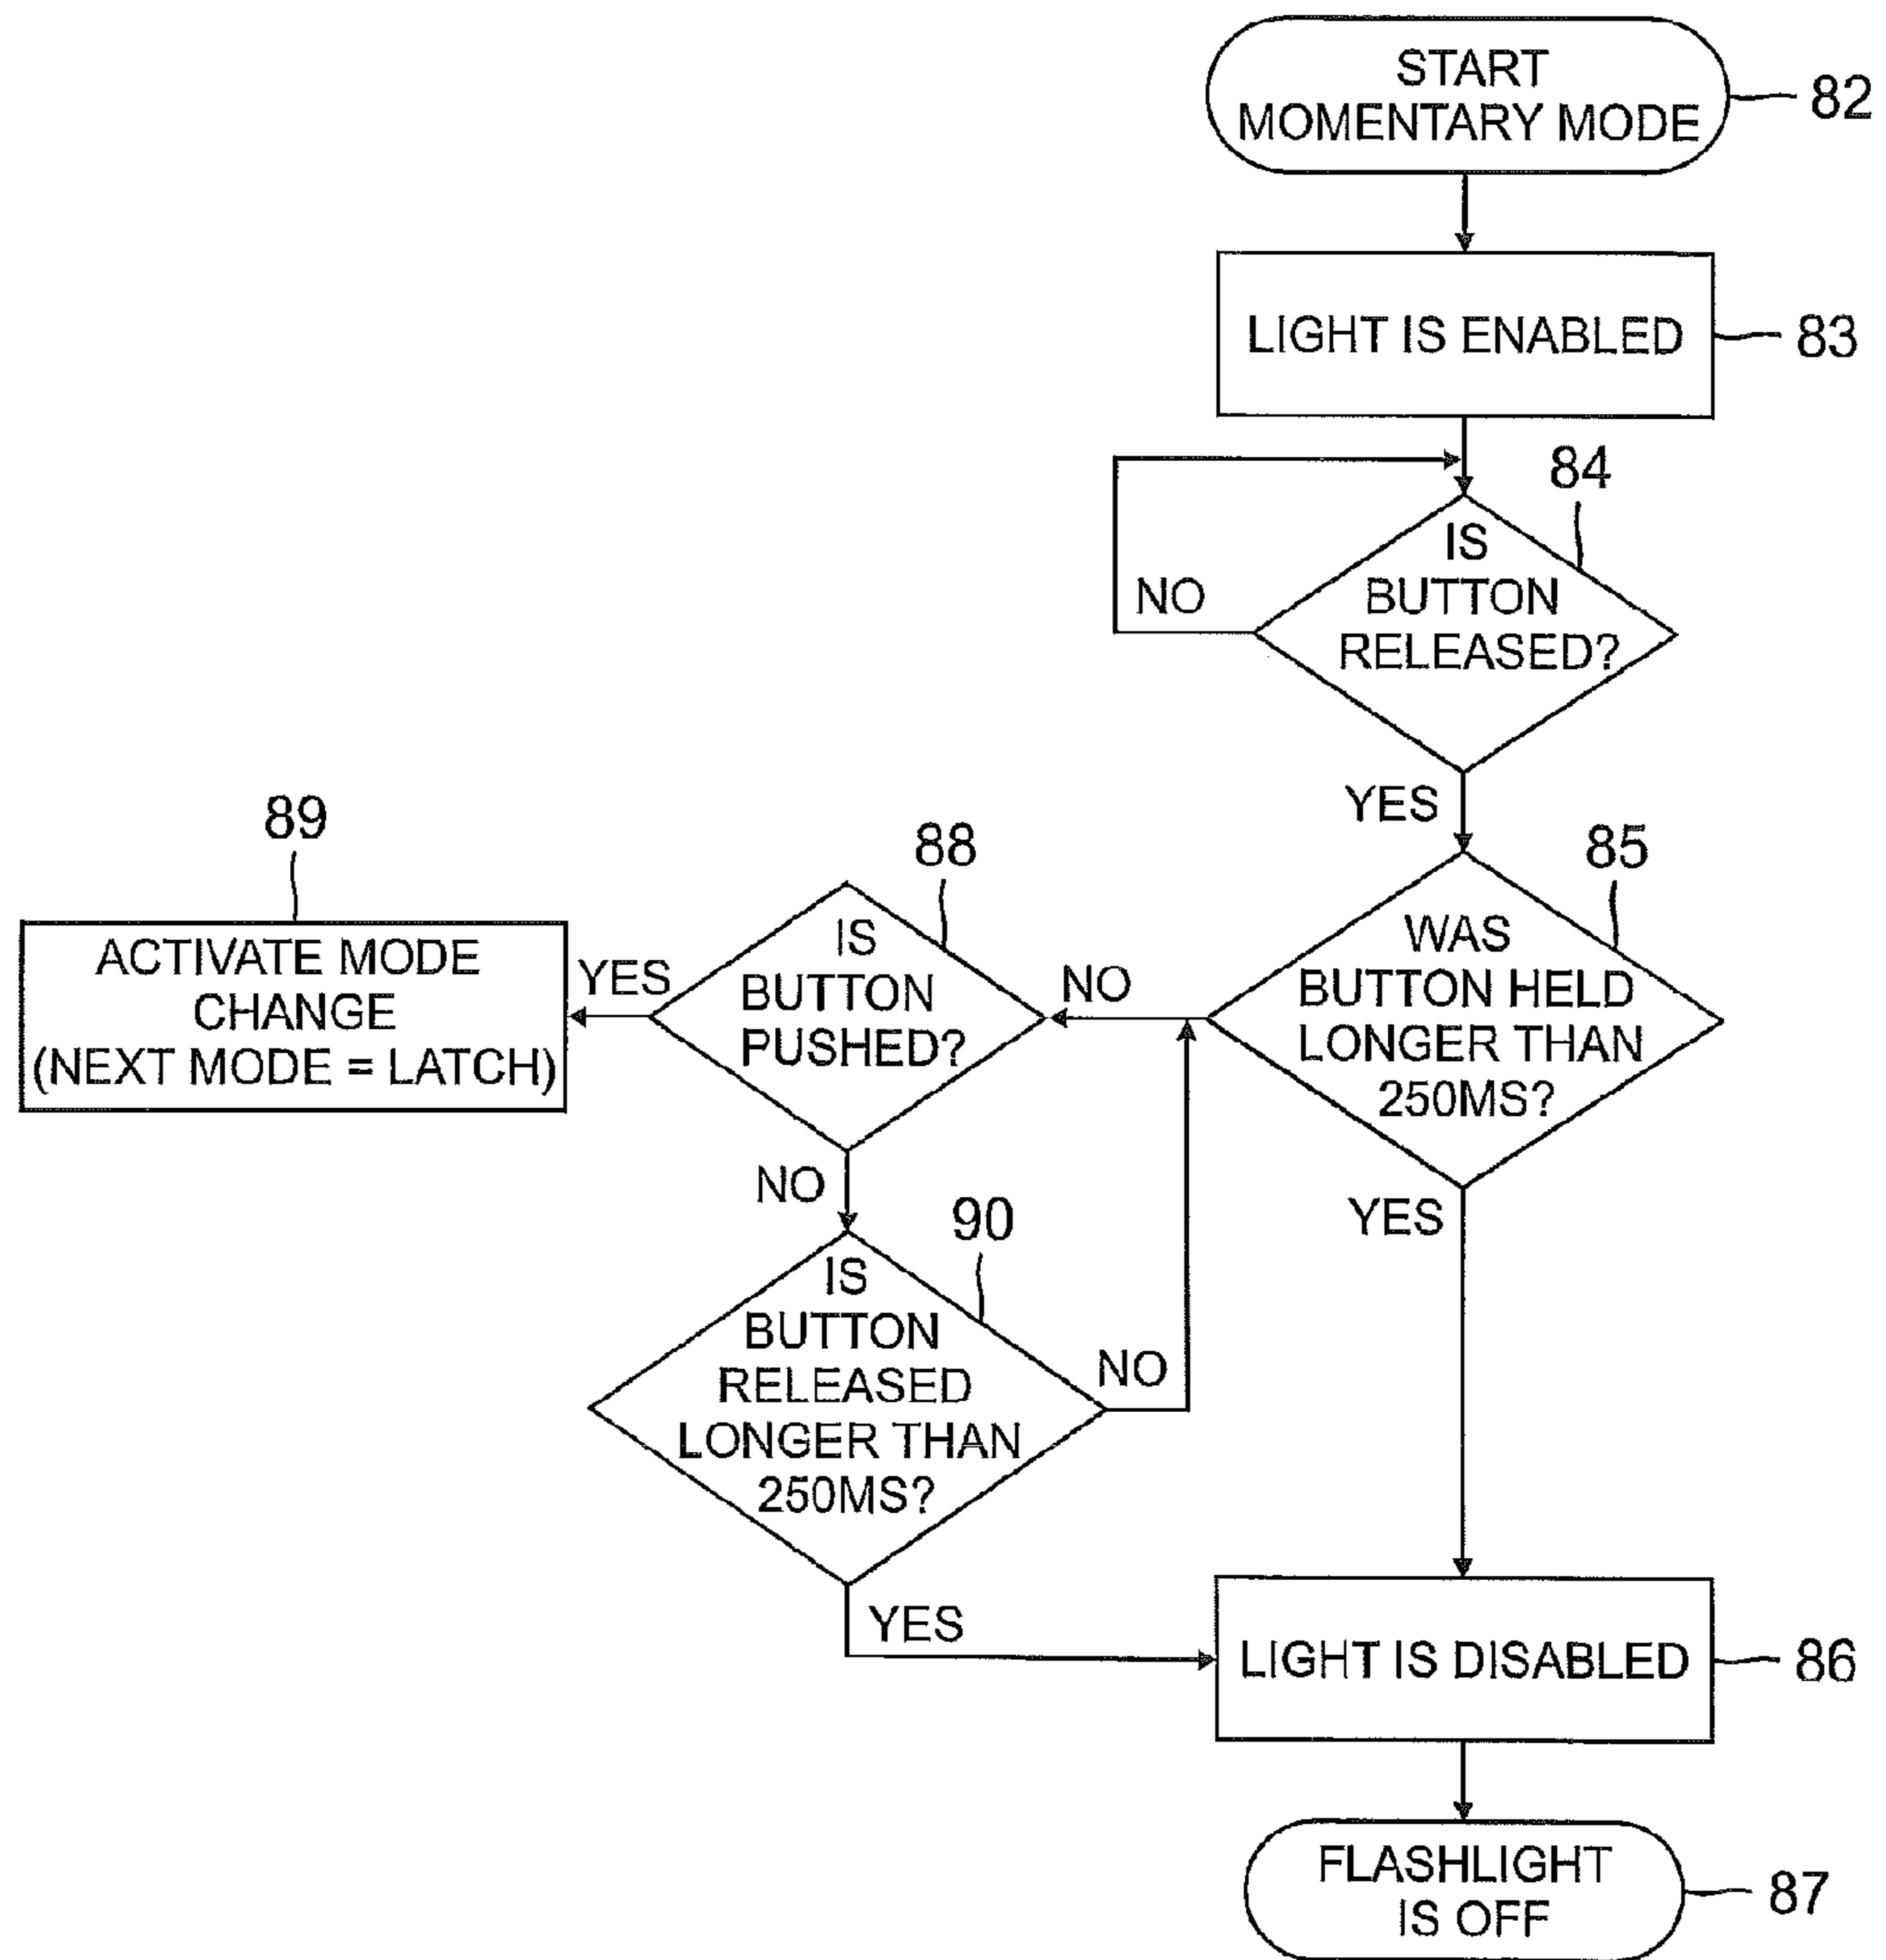 START
MOMENTARY MODE
82
LIGHT IS ENABLED
83
84
IS
BUTTON
RELEASED?
NO
YES
85
WAS
BUTTON HELD
LONGER THAN
250MS?
NO
YES
88
IS
BUTTON
PUSHED?
YES
NO
89
ACTIVATE MODE
CHANGE
(NEXT MODE = LATCH)
90
IS
BUTTON
RELEASED
LONGER THAN
250MS?
NO
YES
LIGHT IS DISABLED
86
FLASHLIGHT
IS OFF
87